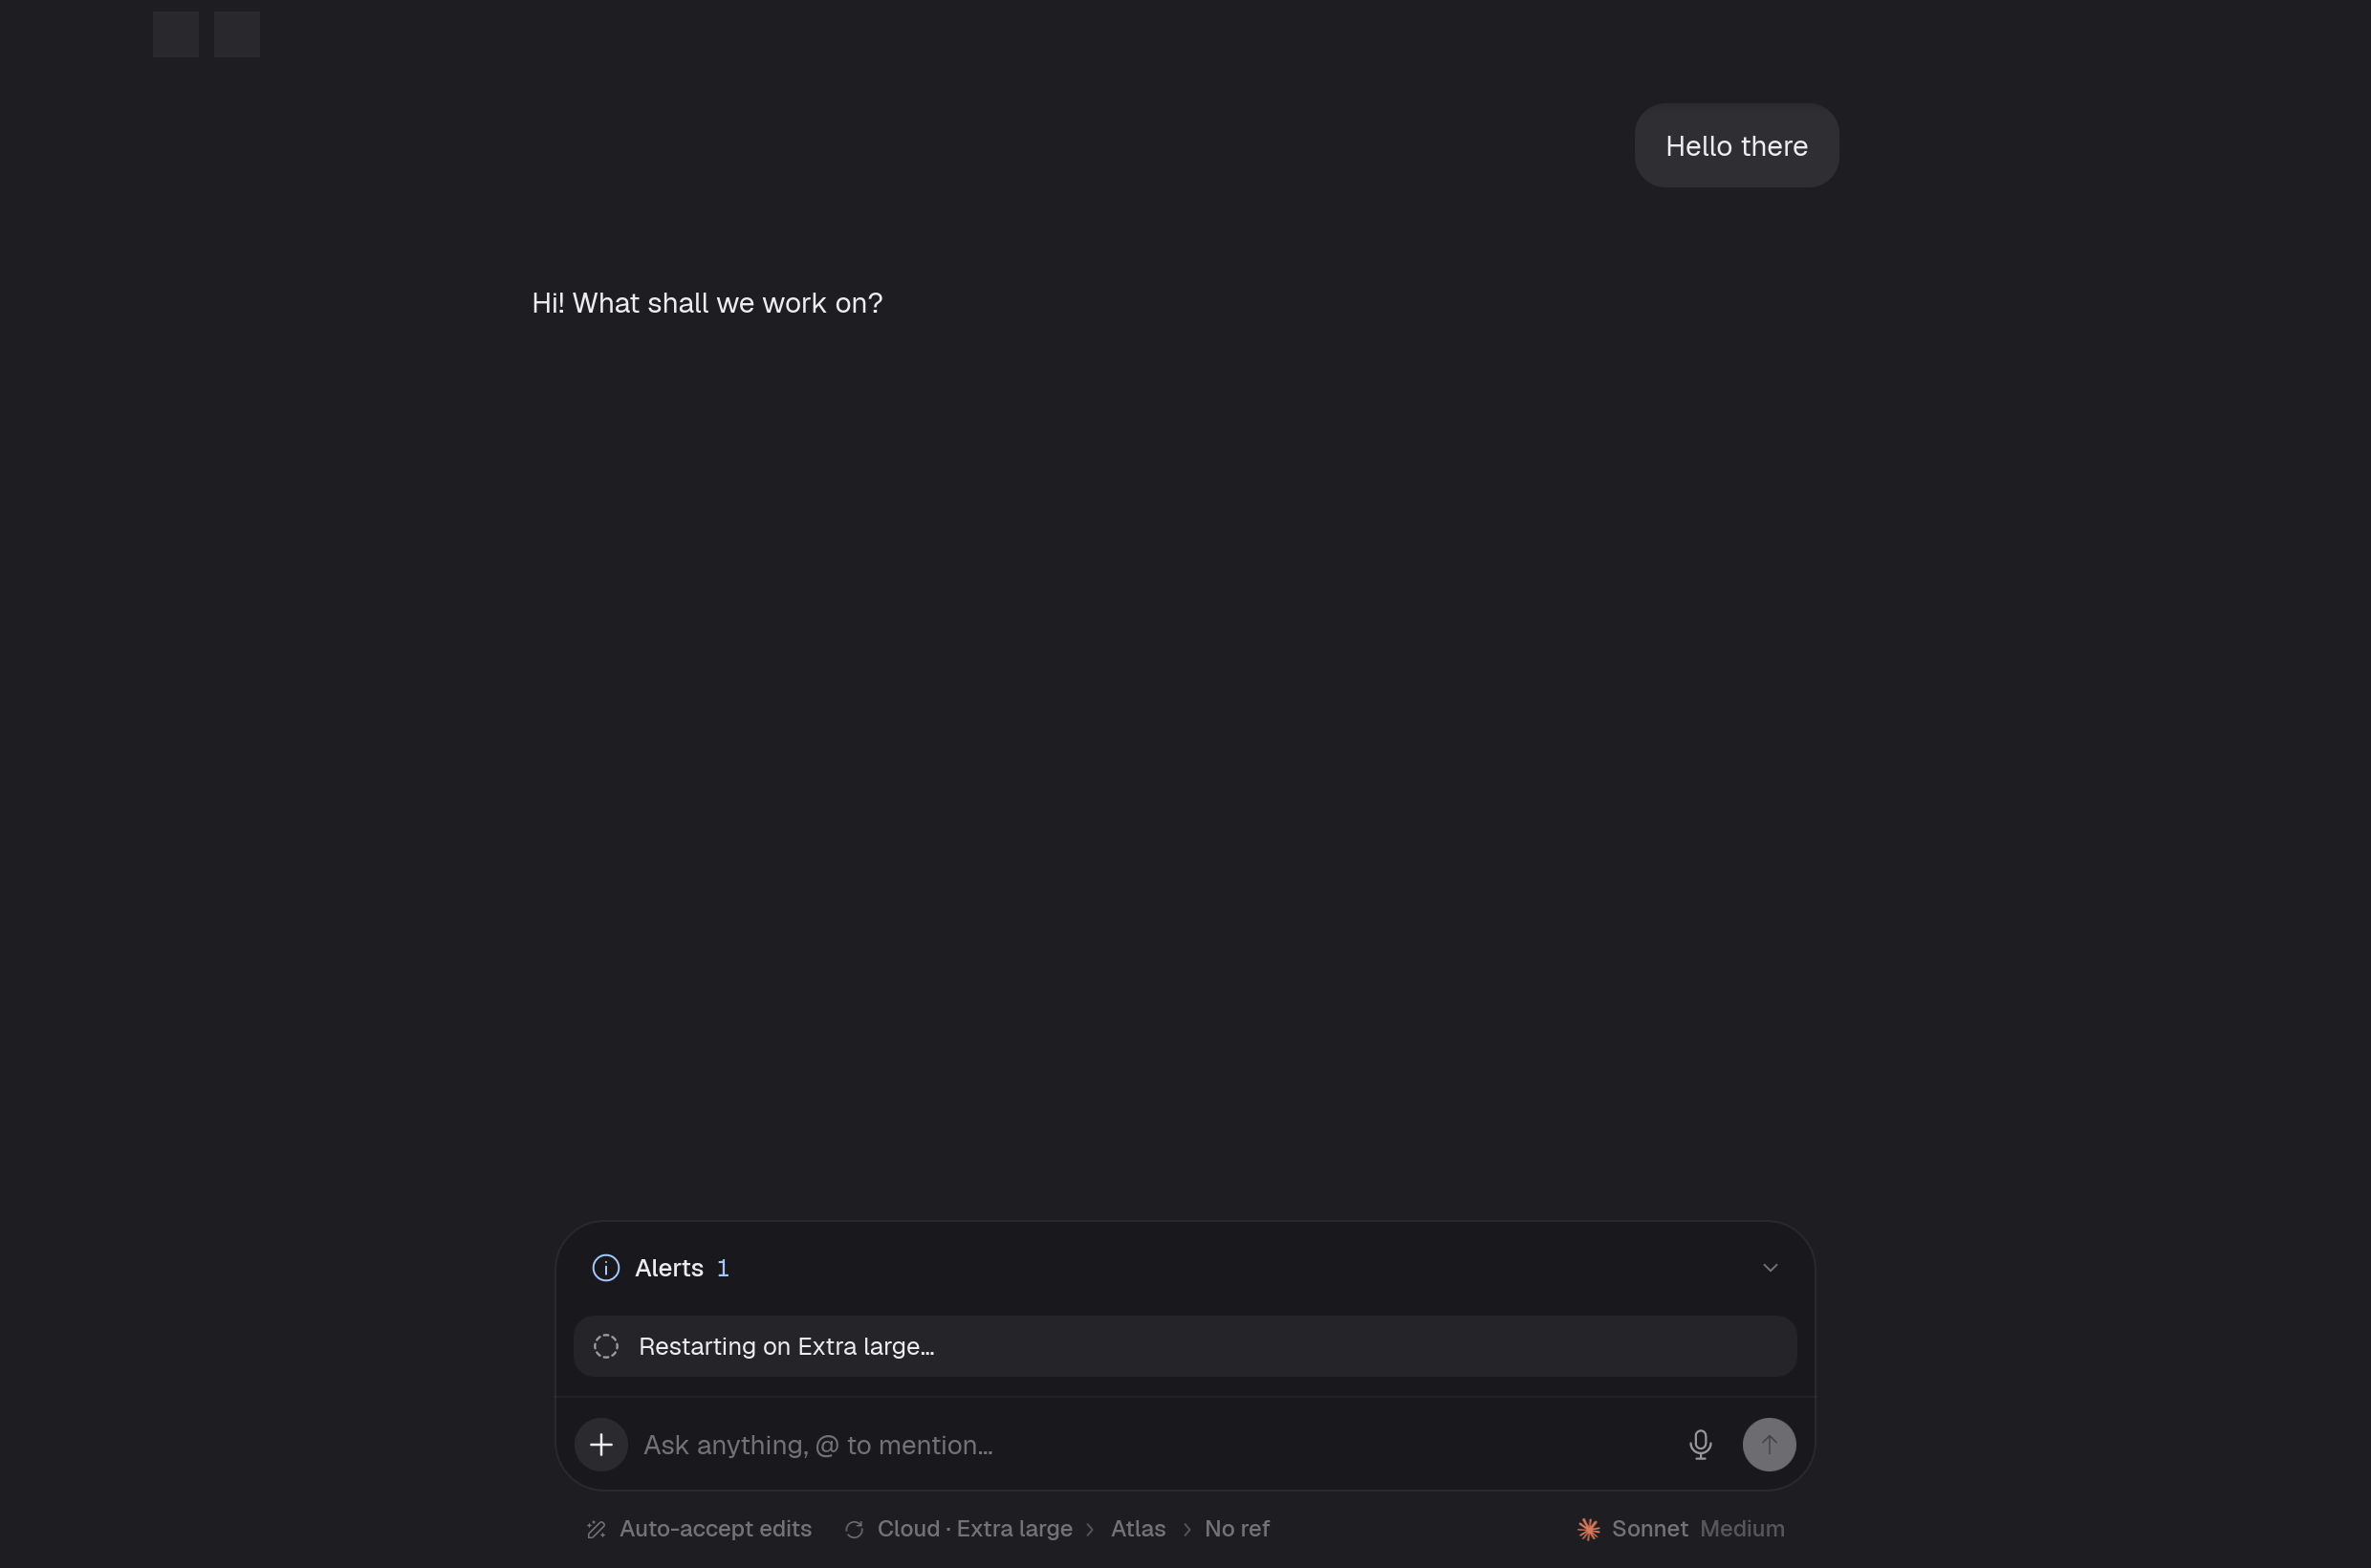 Hello there
Hi! What shall we work on?
Alerts 1
Restarting on Extra large…
Ask anything, @ to mention…
Auto-accept edits Cloud · Extra large › Atlas › No ref Sonnet Medium